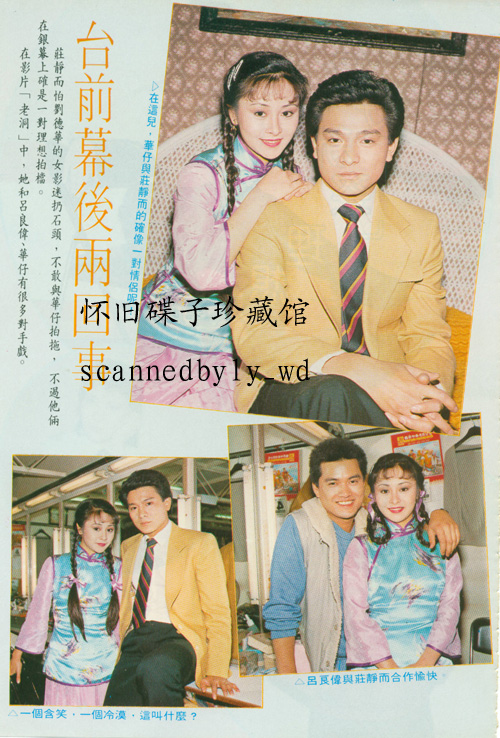 台前幕後兩回事
莊靜而怕劉德華的女影迷扔石頭，不敢與華仔拍拖，不過他倆
在銀幕上確是一對理想拍檔。
在影片「老洞」中，她和呂良偉、華仔有很多對手戲。
▷在這兒，華仔與莊靜而的確像一對情侶呢
怀旧碟子珍藏馆
scannedbyly_wd
△一個含笑、一個冷漠，這叫什麼？
△呂良偉與莊靜而合作愉快。